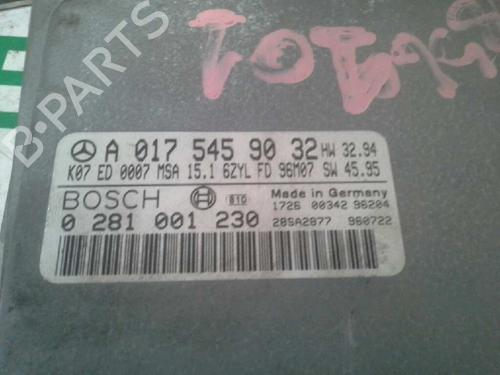 B-PARTS
A 017 545 90 32 HW 32.94
K07 ED 0007 MSA 15.1 6ZYL FD 96M07 SW 45.95
BOSCH 810 Made in Germany
1726 00342 96204
0 281 001 230 28SA2877 960722